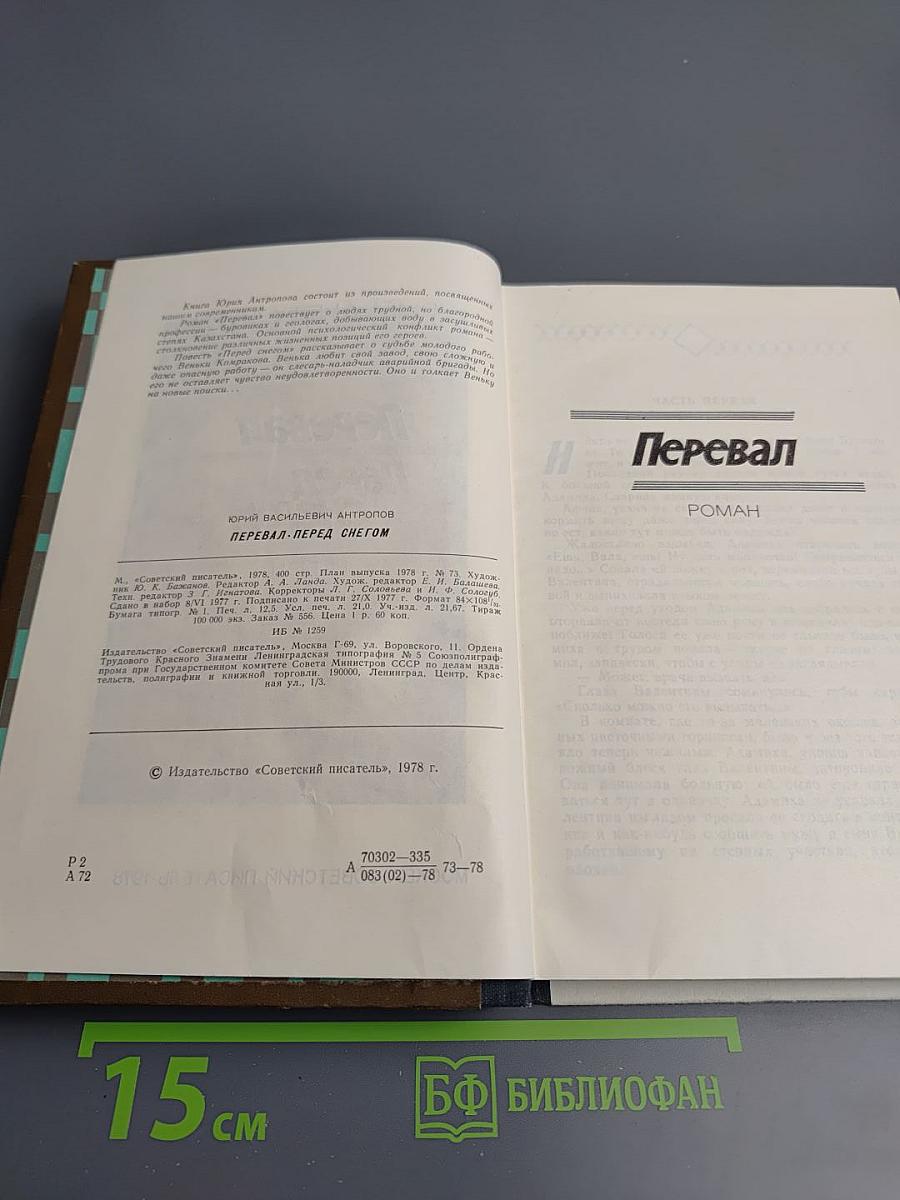 Книга Юрия Антропова состоит из произведений, посвященных
нашим современникам.
Роман «Перевал» повествует о людях трудной, но благородной
профессии — буровиках и геологах, добывающих воду в засушливых
степях Казахстана. Основной психологический конфликт романа —
столкновение различных жизненных позиций его героев.
Повесть «Перед снегом» рассказывает о судьбе молодого рабо-
чего Веньки Комракова. Венька любит свой завод, свою сложную и
даже опасную работу — он слесарь-наладчик аварийной бригады. Но
его не оставляет чувство неудовлетворенности. Оно и толкает Веньку
на новые поиски...
ЮРИЙ ВАСИЛЬЕВИЧ АНТРОПОВ
ПЕРЕВАЛ·ПЕРЕД СНЕГОМ
М., «Советский писатель», 1978, 400 стр. План выпуска 1978 г. № 73. Худож-
ник Ю. К. Бажанов. Редактор А. А. Ланда. Худож. редактор Е. И. Балашева.
Техн. редактор З. Г. Игнатова. Корректоры Л. Г. Соловьева и И. Ф. Сологуб.
Сдано в набор 8/VI 1977 г. Подписано к печати 27/X 1977 г. Формат 84×108 1/32.
Бумага типогр. № 1. Печ. л. 12,5. Усл. печ. л. 21,0. Уч.-изд. л. 21,67. Тираж
100 000 экз. Заказ № 556. Цена 1 р. 60 коп.
ИБ № 1259
Издательство «Советский писатель», Москва Г-69, ул. Воровского, 11. Ордена
Трудового Красного Знамени Ленинградская типография № 5 Союзполиграф-
прома при Государственном комитете Совета Министров СССР по делам изда-
тельств, полиграфии и книжной торговли. 190000, Ленинград, Центр, Крас-
ная ул., 1/3.
© Издательство «Советский писатель», 1978 г.
Р 2
А 72
А 70302—335
083(02)—78 73—78
Перевал
РОМАН
15 см
БФ БИБЛИОФАН